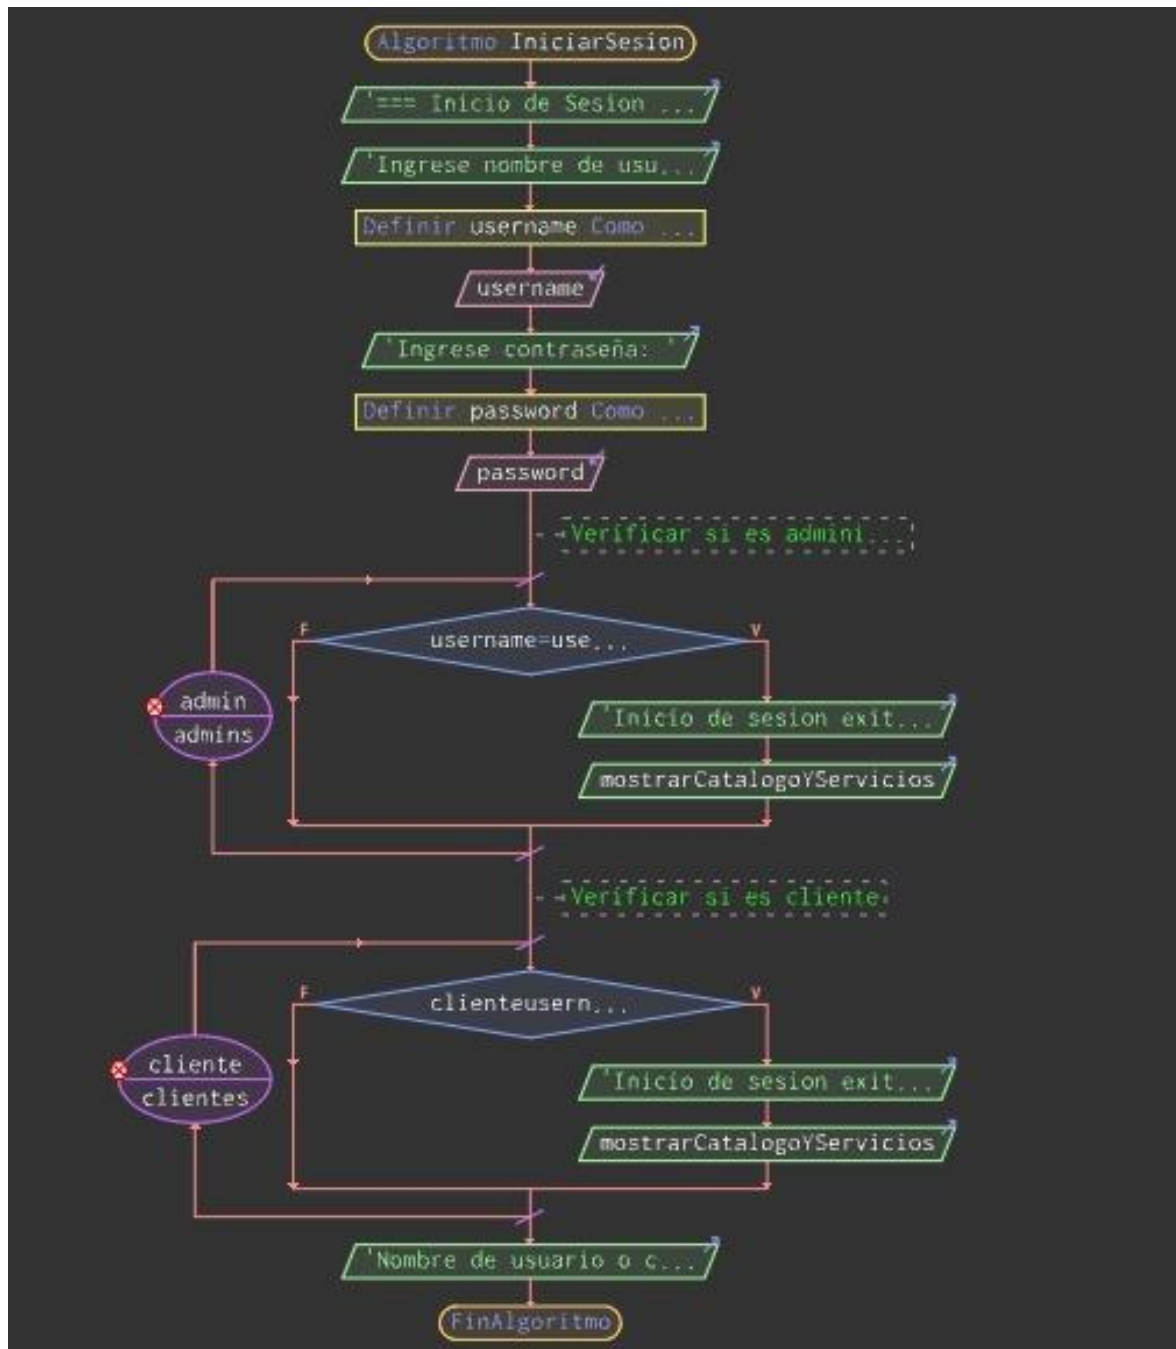 Algoritmo IniciarSesion
'=== Inicio de Sesion ...
'Ingrese nombre de usu...
Definir username Como ...
username
'Ingrese contraseña: '
Definir password Como ...
password
Verificar si es admini...
F
username=use...
V
admin
admins
'Inicio de sesion exit...
mostrarCatalogoYServicios
Verificar si es cliente
F
clienteusern...
V
cliente
clientes
'Inicio de sesion exit...
mostrarCatalogoYServicios
'Nombre de usuario o c...
FinAlgoritmo